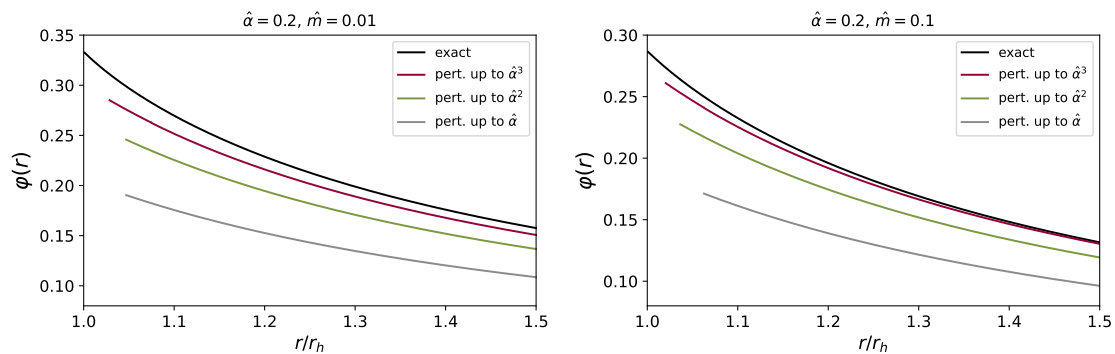 α̂ = 0.2, m̂ = 0.01
0.35
0.30
0.25
0.20
0.15
0.10
φ(r)
exact
pert. up to α̂³
pert. up to α̂²
pert. up to α̂
1.0 1.1 1.2 1.3 1.4 1.5
r/rₕ
α̂ = 0.2, m̂ = 0.1
0.30
0.25
0.20
0.15
0.10
φ(r)
exact
pert. up to α̂³
pert. up to α̂²
pert. up to α̂
1.0 1.1 1.2 1.3 1.4 1.5
r/rₕ